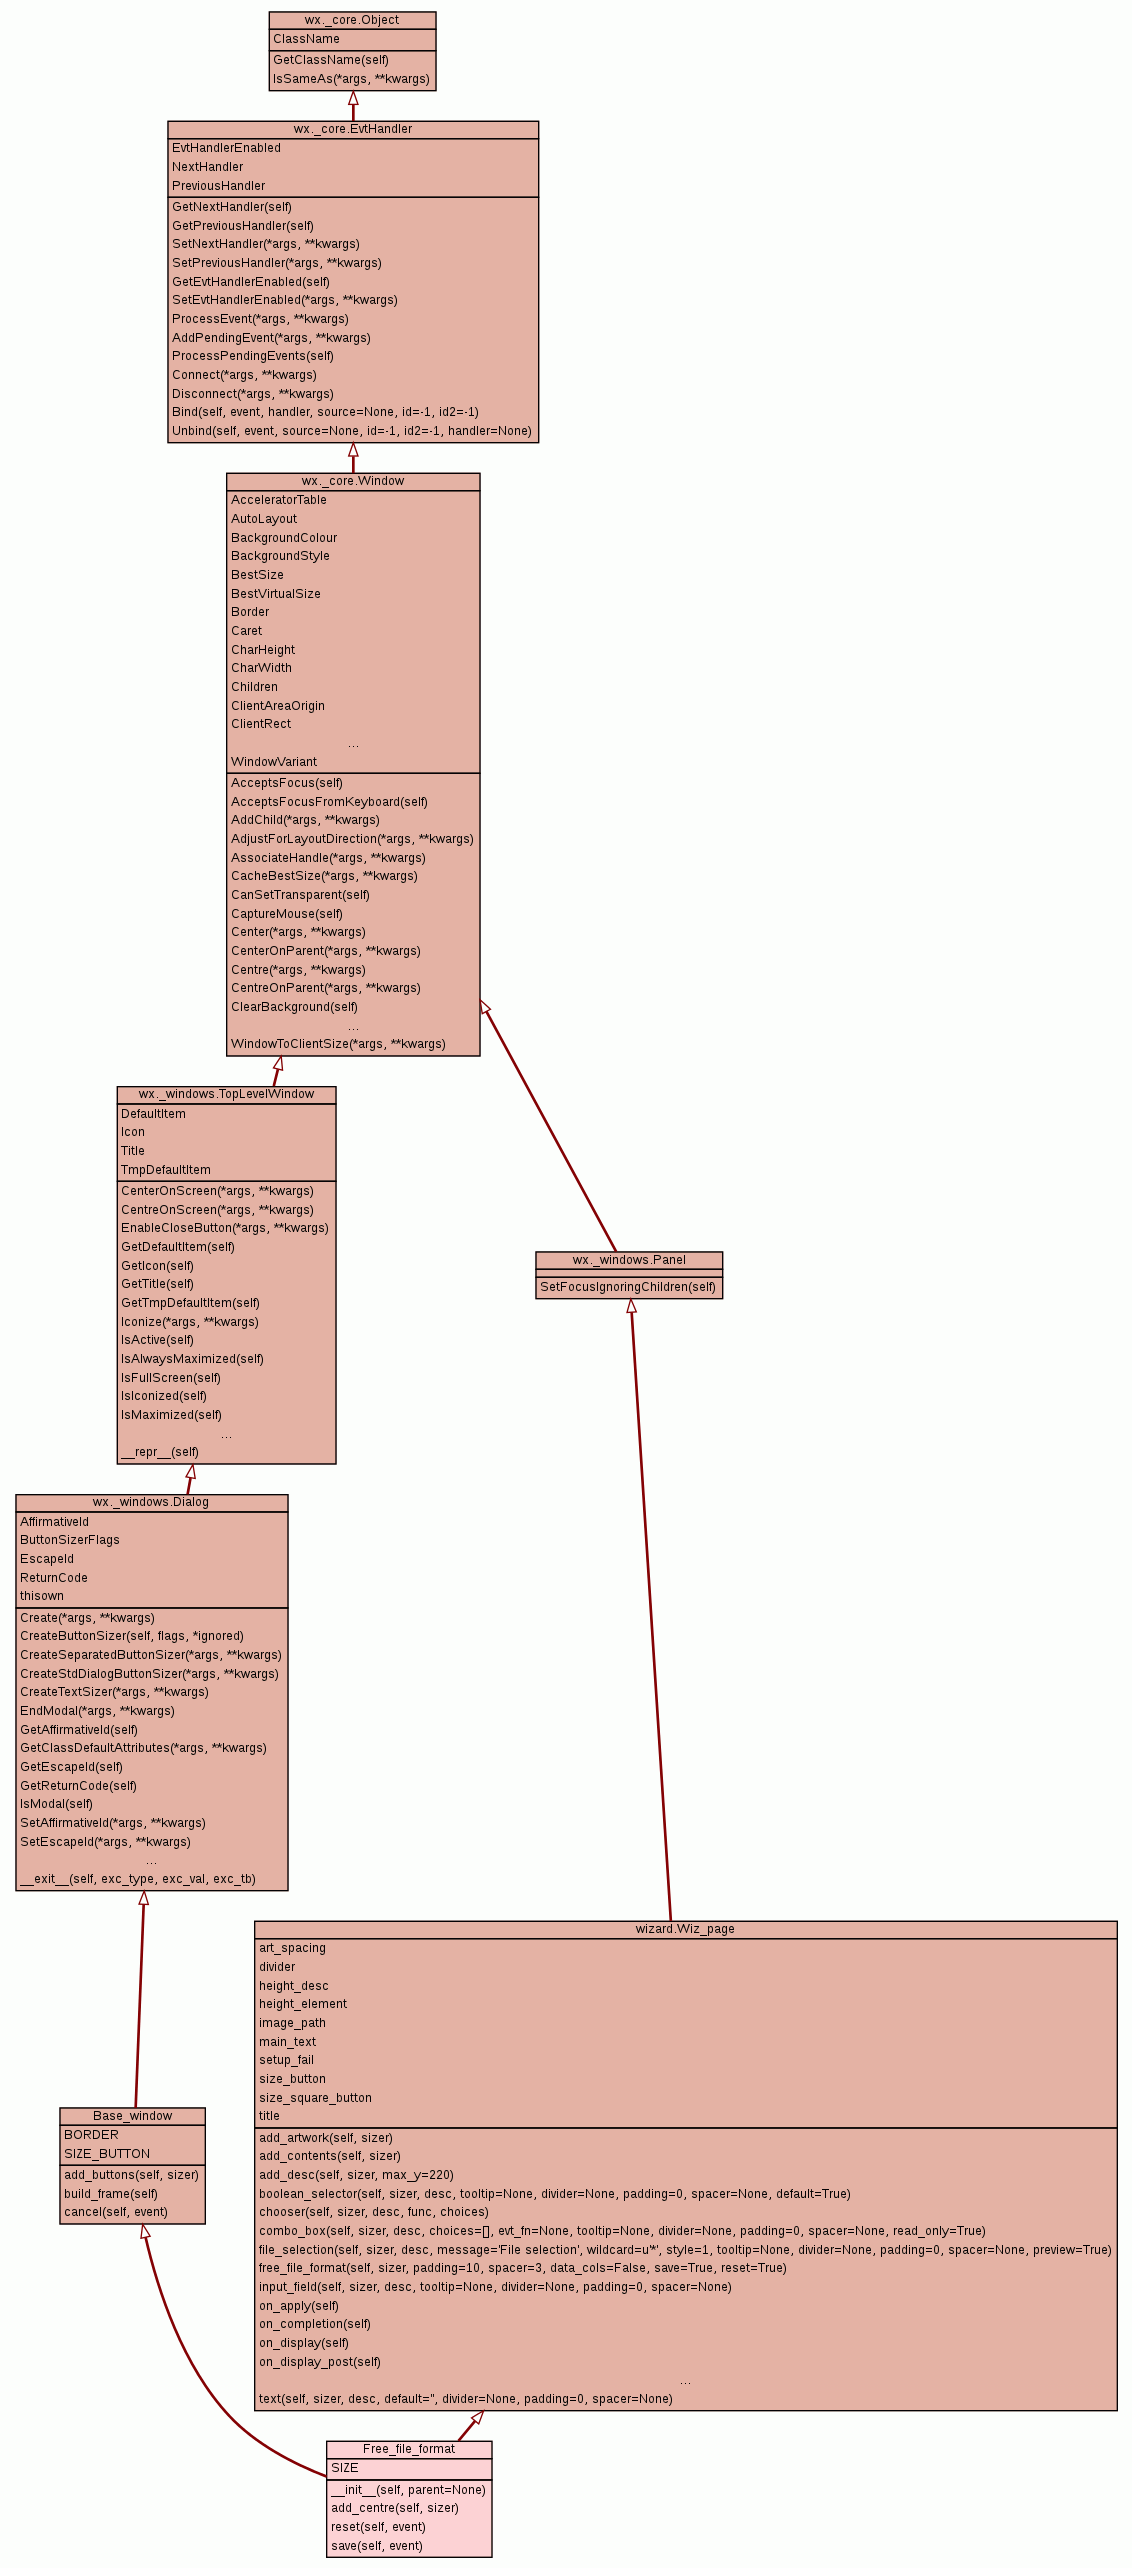 wx._core.Object
ClassName
GetClassName(self)
IsSameAs(*args, **kwargs)
wx._core.EvtHandler
EvtHandlerEnabled
NextHandler
PreviousHandler
GetNextHandler(self)
GetPreviousHandler(self)
SetNextHandler(*args, **kwargs)
SetPreviousHandler(*args, **kwargs)
GetEvtHandlerEnabled(self)
SetEvtHandlerEnabled(*args, **kwargs)
ProcessEvent(*args, **kwargs)
AddPendingEvent(*args, **kwargs)
ProcessPendingEvents(self)
Connect(*args, **kwargs)
Disconnect(*args, **kwargs)
Bind(self, event, handler, source=None, id=-1, id2=-1)
Unbind(self, event, source=None, id=-1, id2=-1, handler=None)
wx._core.Window
AcceleratorTable
AutoLayout
BackgroundColour
BackgroundStyle
BestSize
BestVirtualSize
Border
Caret
CharHeight
CharWidth
Children
ClientAreaOrigin
ClientRect
...
WindowVariant
AcceptsFocus(self)
AcceptsFocusFromKeyboard(self)
AddChild(*args, **kwargs)
AdjustForLayoutDirection(*args, **kwargs)
AssociateHandle(*args, **kwargs)
CacheBestSize(*args, **kwargs)
CanSetTransparent(self)
CaptureMouse(self)
Center(*args, **kwargs)
CenterOnParent(*args, **kwargs)
Centre(*args, **kwargs)
CentreOnParent(*args, **kwargs)
ClearBackground(self)
...
WindowToClientSize(*args, **kwargs)
wx._windows.TopLevelWindow
DefaultItem
Icon
Title
TmpDefaultItem
CenterOnScreen(*args, **kwargs)
CentreOnScreen(*args, **kwargs)
EnableCloseButton(*args, **kwargs)
GetDefaultItem(self)
GetIcon(self)
GetTitle(self)
GetTmpDefaultItem(self)
Iconize(*args, **kwargs)
IsActive(self)
IsAlwaysMaximized(self)
IsFullScreen(self)
IsIconized(self)
IsMaximized(self)
...
__repr__(self)
wx._windows.Panel
SetFocusIgnoringChildren(self)
wx._windows.Dialog
AffirmativeId
ButtonSizerFlags
EscapeId
ReturnCode
thisown
Create(*args, **kwargs)
CreateButtonSizer(self, flags, *ignored)
CreateSeparatedButtonSizer(*args, **kwargs)
CreateStdDialogButtonSizer(*args, **kwargs)
CreateTextSizer(*args, **kwargs)
EndModal(*args, **kwargs)
GetAffirmativeId(self)
GetClassDefaultAttributes(*args, **kwargs)
GetEscapeId(self)
GetReturnCode(self)
IsModal(self)
SetAffirmativeId(*args, **kwargs)
SetEscapeId(*args, **kwargs)
...
__exit__(self, exc_type, exc_val, exc_tb)
wizard.Wiz_page
art_spacing
divider
height_desc
height_element
image_path
main_text
setup_fail
size_button
size_square_button
title
add_artwork(self, sizer)
add_contents(self, sizer)
add_desc(self, sizer, max_y=220)
boolean_selector(self, sizer, desc, tooltip=None, divider=None, padding=0, spacer=None, default=True)
chooser(self, sizer, desc, func, choices)
combo_box(self, sizer, desc, choices=[], evt_fn=None, tooltip=None, divider=None, padding=0, spacer=None, read_only=True)
file_selection(self, sizer, desc, message='File selection', wildcard=u'*', style=1, tooltip=None, divider=None, padding=0, spacer=None, preview=True)
free_file_format(self, sizer, padding=10, spacer=3, data_cols=False, save=True, reset=True)
input_field(self, sizer, desc, tooltip=None, divider=None, padding=0, spacer=None)
on_apply(self)
on_completion(self)
on_display(self)
on_display_post(self)
...
text(self, sizer, desc, default='', divider=None, padding=0, spacer=None)
Base_window
BORDER
SIZE_BUTTON
add_buttons(self, sizer)
build_frame(self)
cancel(self, event)
Free_file_format
SIZE
__init__(self, parent=None)
add_centre(self, sizer)
reset(self, event)
save(self, event)